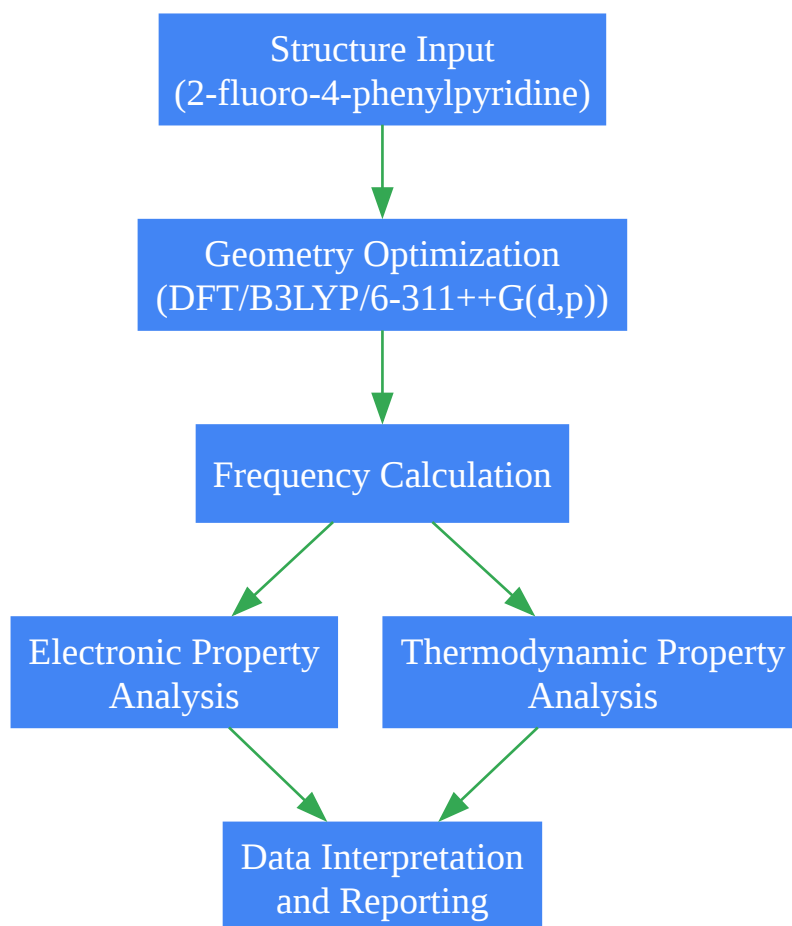 Structure Input
(2-fluoro-4-phenylpyridine)
Geometry Optimization
(DFT/B3LYP/6-311++G(d,p))
Frequency Calculation
Electronic Property
Analysis
Thermodynamic Property
Analysis
Data Interpretation
and Reporting